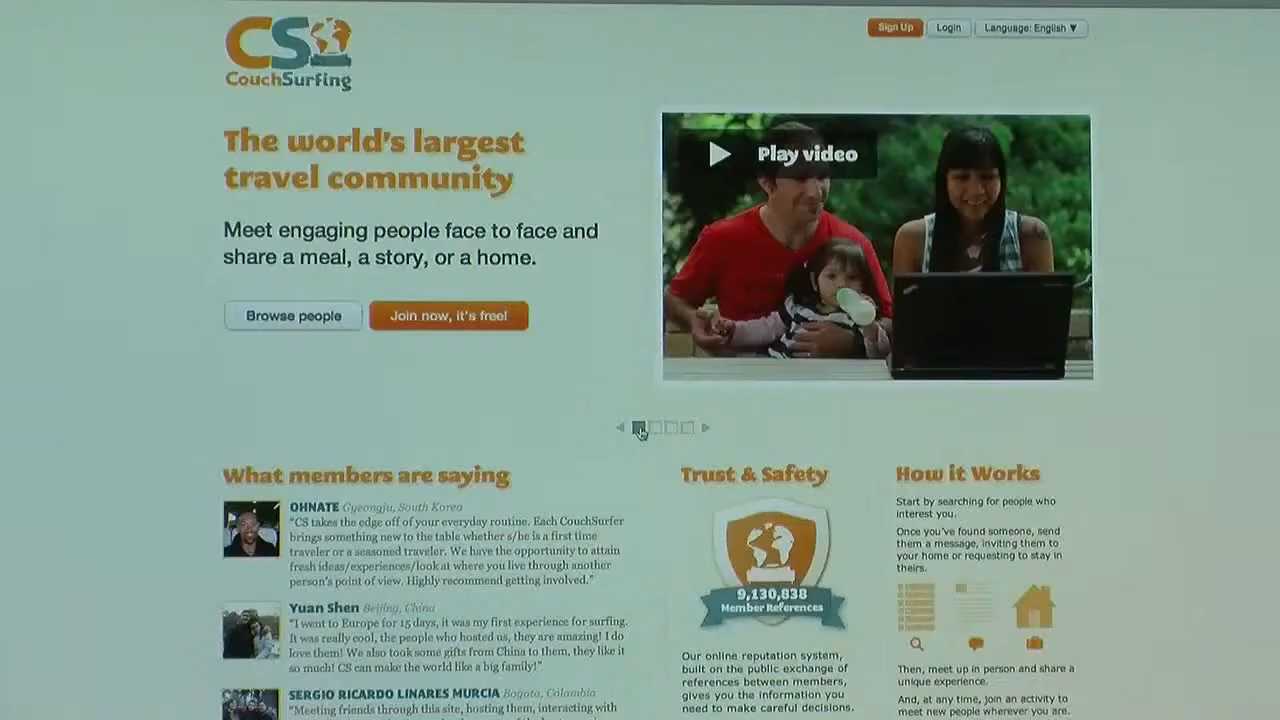 CS
CouchSurfing
Sign Up
Login
Language: English ▼
The world's largest
travel community
Meet engaging people face to face and
share a meal, a story, or a home.
Browse people
Join now, it's free!
Play video
What members are saying
OHNATE Gyeongju, South Korea
"CS takes the edge off of your everyday routine. Each CouchSurfer
brings something new to the table whether s/he is a first time
traveler or a seasoned traveler. We have the opportunity to attain
fresh ideas/experiences/look at where you live through another
person's point of view. Highly recommend getting involved."
Yuan Shen Beijing, China
"I went to Europe for 15 days, it was my first experience for surfing.
It was really cool, the people who hosted us, they are amazing! I do
love them! We also took some gifts from China to them, they like it
so much! CS can make the world like a big family!"
SERGIO RICARDO LINARES MURCIA Bogota, Colombia
"Meeting friends through this site, hosting them, interacting with
Trust & Safety
9,130,838
Member References
Our online reputation system,
built on the public exchange of
references between members,
gives you the information you
need to make careful decisions.
How it Works
Start by searching for people who
interest you.
Once you've found someone, send
them a message, inviting them to
your home or requesting to stay in
theirs.
Then, meet up in person and share a
unique experience.
And, at any time, join an activity to
meet new people wherever you are.